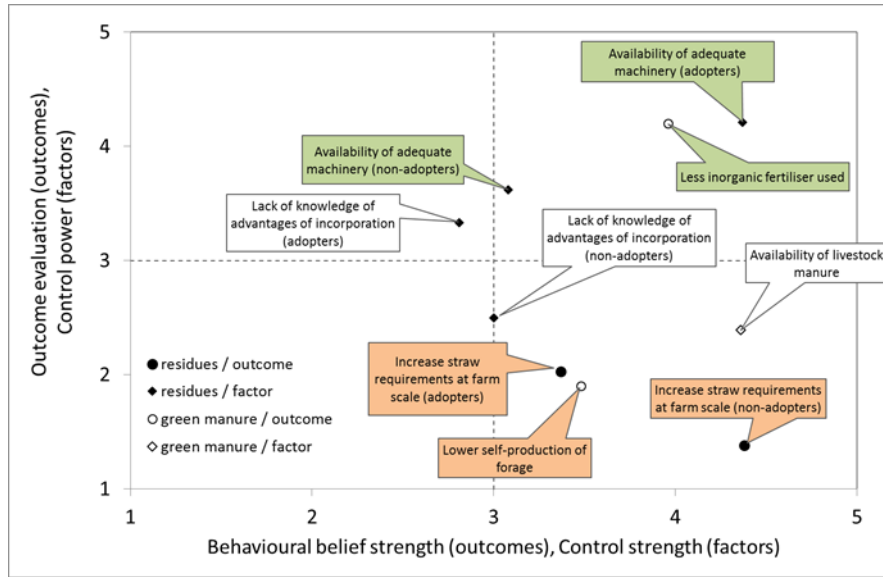 Outcome evaluation (outcomes),
Control power (factors)
5
4
3
2
1
Availability of adequate
machinery (adopters)
Less inorganic fertiliser used
Availability of adequate
machinery (non-adopters)
Lack of knowledge of
advantages of incorporation
(adopters)
Lack of knowledge of
advantages of incorporation
(non-adopters)
Availability of livestock
manure
Increase straw
requirements at farm
scale (adopters)
Increase straw requirements
at farm scale (non-adopters)
Lower self-production of
forage
residues / outcome
residues / factor
green manure / outcome
green manure / factor
1
2
3
4
5
Behavioural belief strength (outcomes), Control strength (factors)